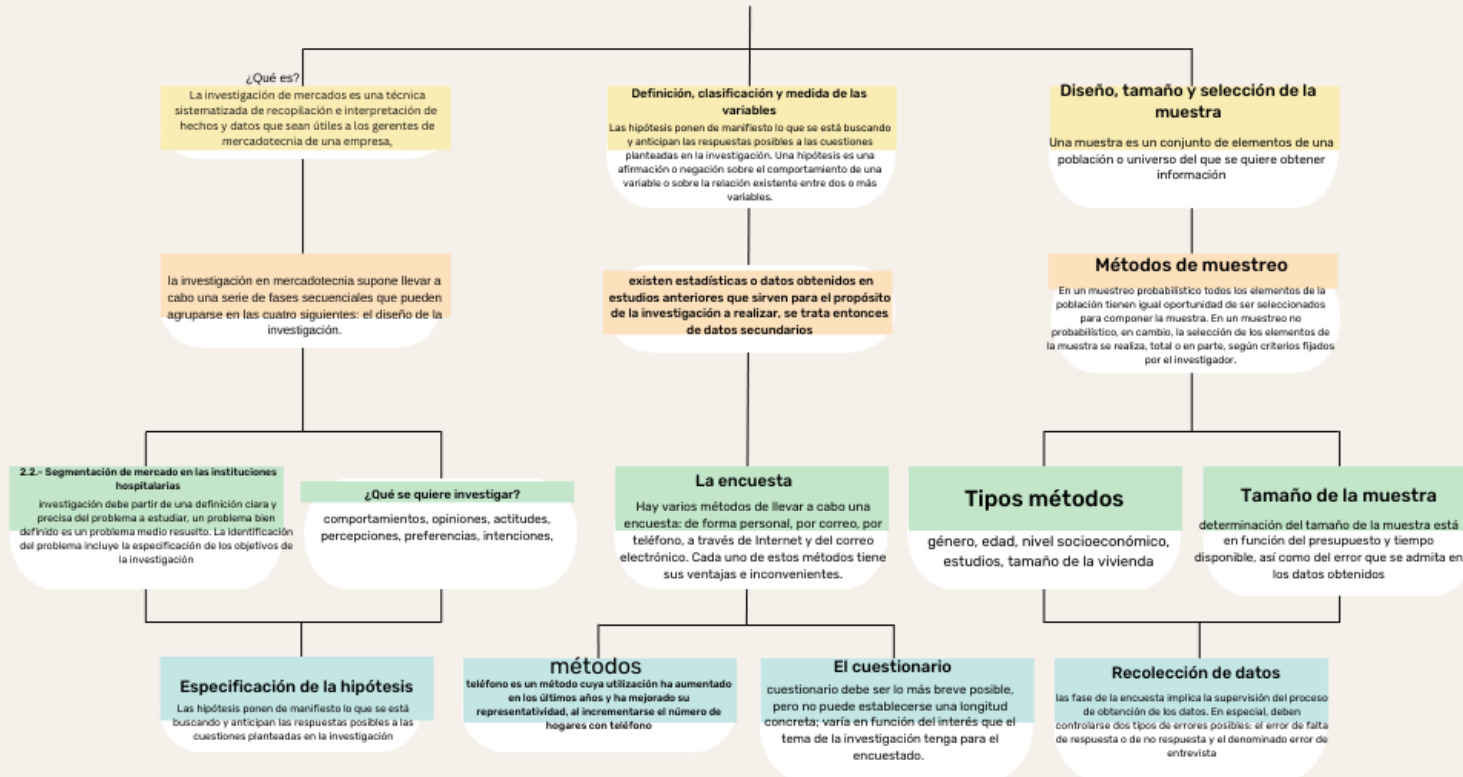 ¿Qué es?
La investigación de mercados es una técnica
sistematizada de recopilación e interpretación de
hechos y datos que sean útiles a los gerentes de
mercadotecnia de una empresa,
Definición, clasificación y medida de las
variables
Las hipótesis ponen de manifiesto lo que se está buscando
y anticipan las respuestas posibles a las cuestiones
planteadas en la investigación. Una hipótesis es una
afirmación o negación sobre el comportamiento de una
variable o sobre la relación existente entre dos o más
variables.
Diseño, tamaño y selección de la
muestra
Una muestra es un conjunto de elementos de una
población o universo del que se quiere obtener
información
la investigación en mercadotecnia supone llevar a
cabo una serie de fases secuenciales que pueden
agruparse en las cuatro siguientes: el diseño de la
investigación.
existen estadísticas o datos obtenidos en
estudios anteriores que sirven para el propósito
de la investigación a realizar, se trata entonces
de datos secundarios
Métodos de muestreo
En un muestreo probabilístico todos los elementos de la
población tienen igual oportunidad de ser seleccionados
para componer la muestra. En un muestreo no
probabilístico, en cambio, la selección de los elementos de
la muestra se realiza, total o en parte, según criterios fijados
por el investigador.
2.2.- Segmentación de mercado en las instituciones
hospitalarias
investigación debe partir de una definición clara y
precisa del problema a estudiar, un problema bien
definido es un problema medio resuelto. La identificación
del problema incluye la especificación de los objetivos de
la investigación
¿Qué se quiere investigar?
comportamientos, opiniones, actitudes,
percepciones, preferencias, intenciones,
La encuesta
Hay varios métodos de llevar a cabo una
encuesta: de forma personal, por correo, por
teléfono, a través de Internet y del correo
electrónico. Cada uno de estos métodos tiene
sus ventajas e inconvenientes.
Tipos métodos
género, edad, nivel socioeconómico,
estudios, tamaño de la vivienda
Tamaño de la muestra
determinación del tamaño de la muestra está
en función del presupuesto y tiempo
disponible, así como del error que se admita en
los datos obtenidos
Especificación de la hipótesis
Las hipótesis ponen de manifiesto lo que se está
buscando y anticipan las respuestas posibles a las
cuestiones planteadas en la investigación
métodos
teléfono es un método cuya utilización ha aumentado
en los últimos años y ha mejorado su
representatividad, al incrementarse el número de
hogares con teléfono
El cuestionario
cuestionario debe ser lo más breve posible,
pero no puede establecerse una longitud
concreta; varía en función del interés que el
tema de la investigación tenga para el
encuestado.
Recolección de datos
las fase de la encuesta implica la supervisión del proceso
de obtención de los datos. En especial, deben
controlarse dos tipos de errores posibles: el error de falta
de respuesta o de no respuesta y el denominado error de
entrevista